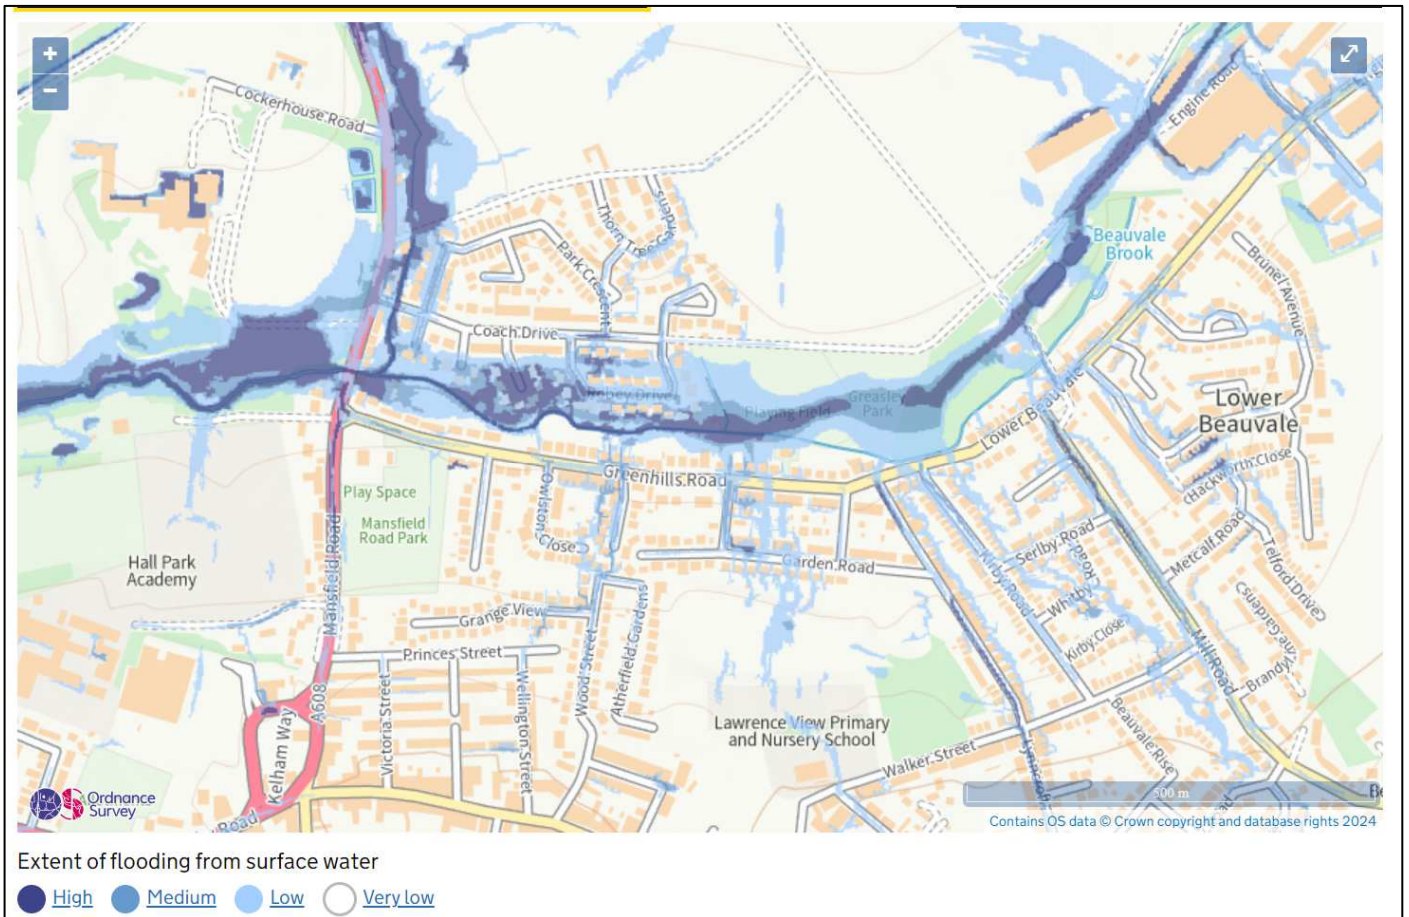 +
−
Cockerhouse Road
Engine Road
Thorn Tree Gardens
Beauvale
Brook
Park Crescent
Brunel Avenue
Coach Drive
Robey Drive
Playing Field
Greasley
Park
Lower Beauvale
Lower
Beauvale
Hackworth Close
Greenhills Road
Play Space
Mansfield
Road Park
Owlston
Close
Mansfield Road
Hall Park
Academy
Garden Road
Serlby Road
Metcalf Road
Kirby Road
Whitby
Road
Telford Drive
Kirby Close
Grange View
Princes Street
Wood Street
Atherfield Gardens
Victoria Street
Wellington Street
Mill Road
Gardens
Brandy
A608
Kelham Way
Lawrence View Primary
and Nursery School
Walker Street
Beauvale Rise
Road
Ordnance
Survey
500 m
Contains OS data © Crown copyright and database rights 2024
Extent of flooding from surface water
High Medium Low Very low